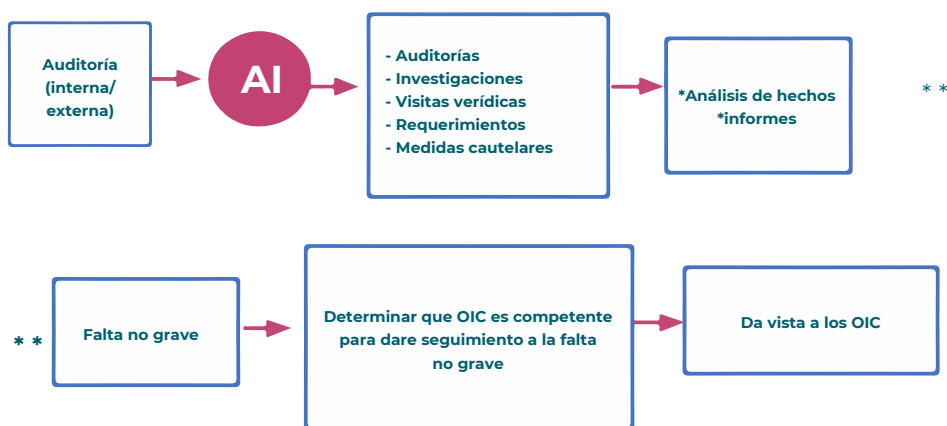 Auditoría
(interna/
externa)
AI
- Auditorías
- Investigaciones
- Visitas verídicas
- Requerimientos
- Medidas cautelares
*Análisis de hechos
*informes
* *
* *
Falta no grave
Determinar que OIC es competente
para dare seguimiento a la falta
no grave
Da vista a los OIC